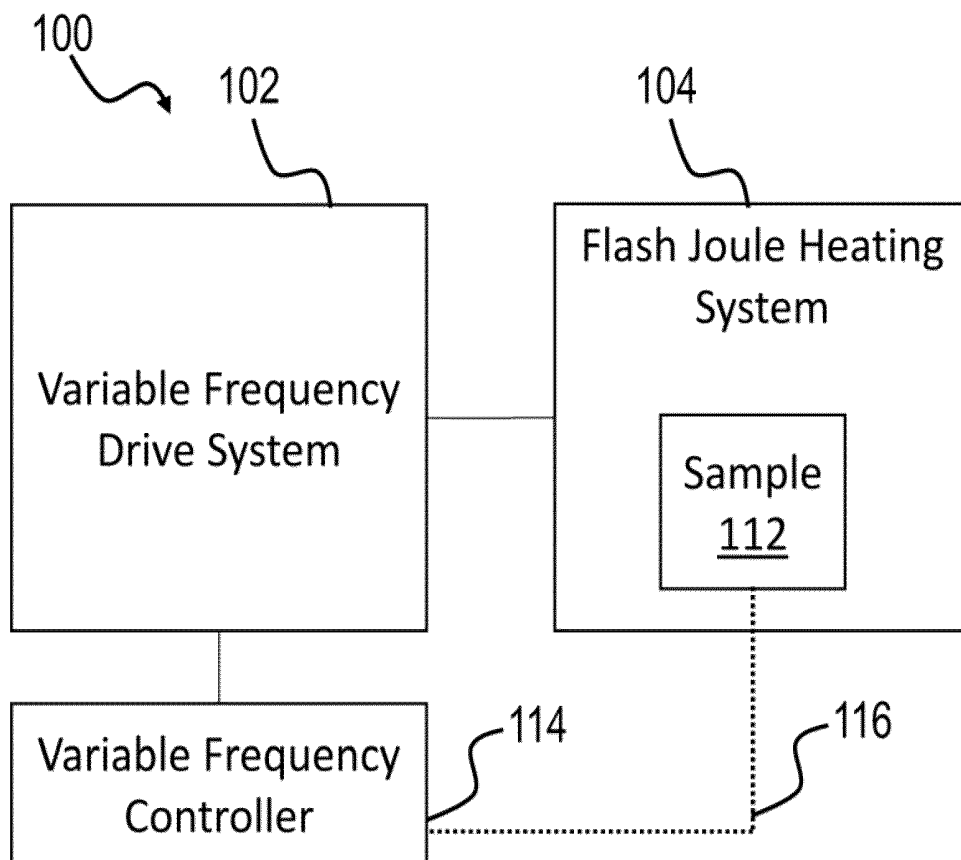 100
102
104
Flash Joule Heating
System
Variable Frequency
Drive System
Sample
112
114
116
Variable Frequency
Controller